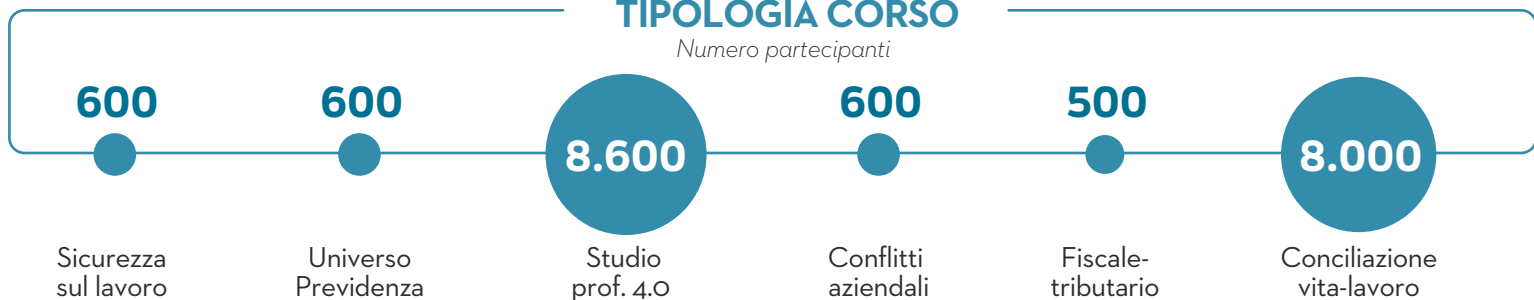 TIPOLOGIA CORSO
Numero partecipanti
600
600
8.600
600
500
8.000
Sicurezza
sul lavoro
Universo
Previdenza
Studio
prof. 4.0
Conflitti
aziendali
Fiscale-
tributario
Conciliazione
vita-lavoro